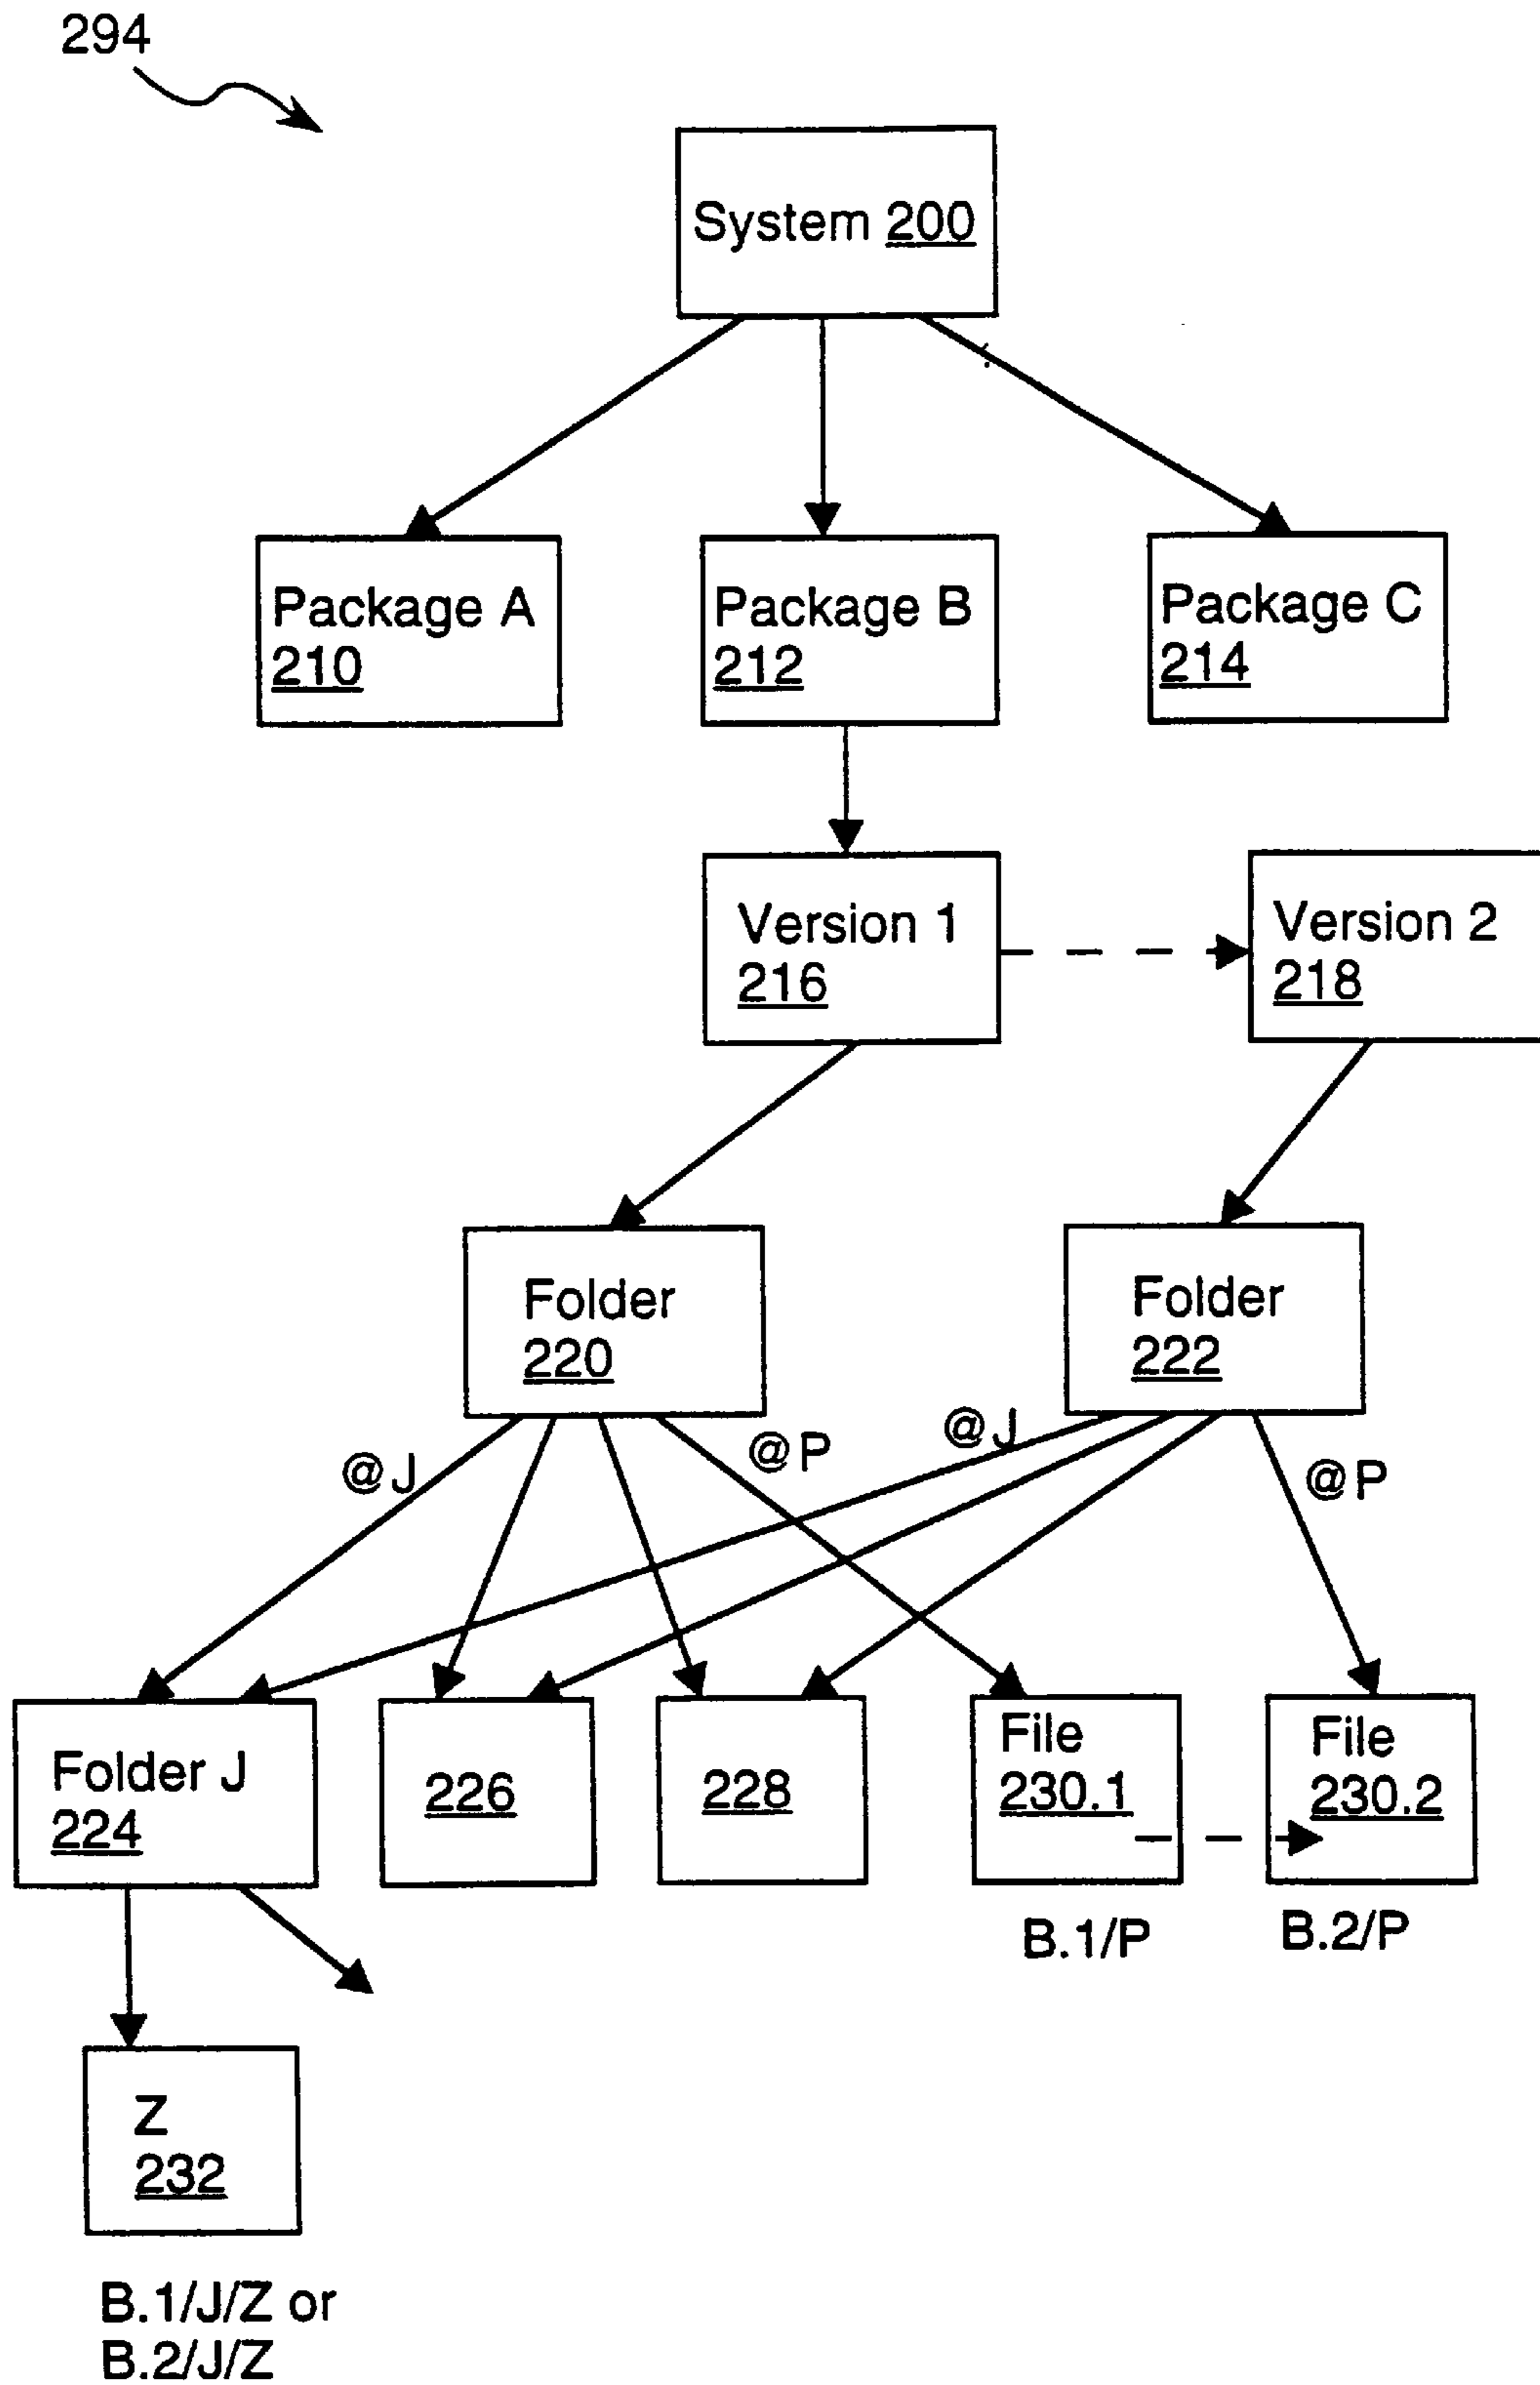 294
System 200
Package A
210
Package B
212
Package C
214
Version 1
216
Version 2
218
Folder
220
Folder
222
@J
@P
@J
@P
Folder J
224
226
228
File
230.1
File
230.2
B.1/P
B.2/P
Z
232
B.1/J/Z or
B.2/J/Z